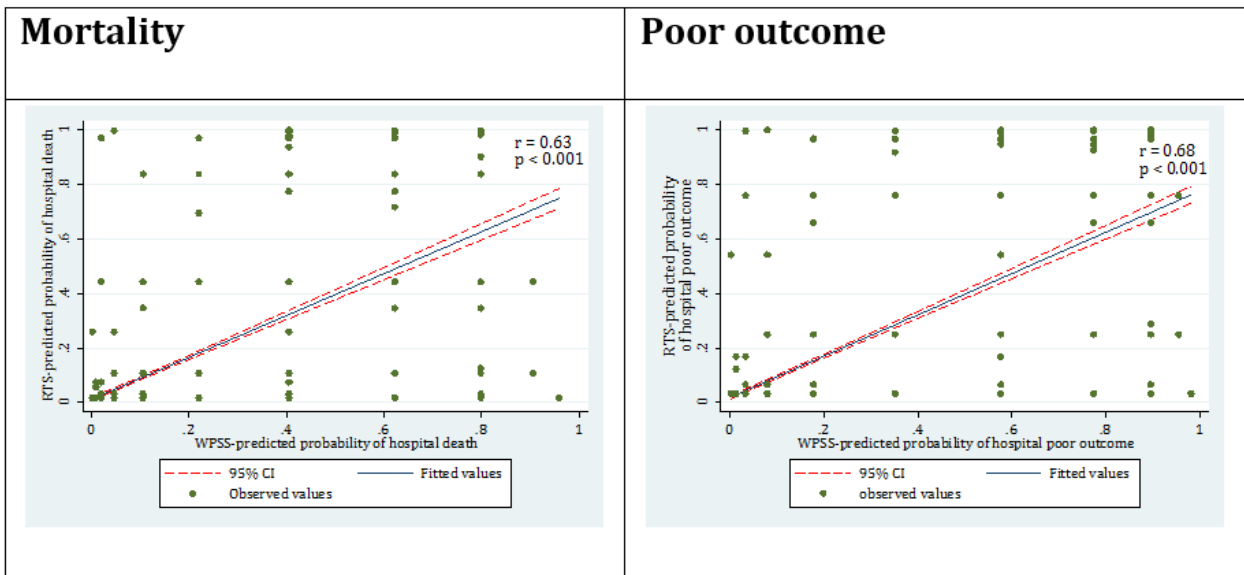 Mortality
Poor outcome
RTS-predicted probability of hospital death
1
.8
.6
.4
.2
0
r = 0.63
p < 0.001
0 .2 .4 .6 .8 1
WPSS-predicted probability of hospital death
95% CI Fitted values
Observed values
RTS-predicted probability
of hospital poor outcome
1
.8
.6
.4
.2
0
r = 0.68
p < 0.001
0 .2 .4 .6 .8 1
WPSS-predicted probability of hospital poor outcome
95% CI Fitted values
observed values